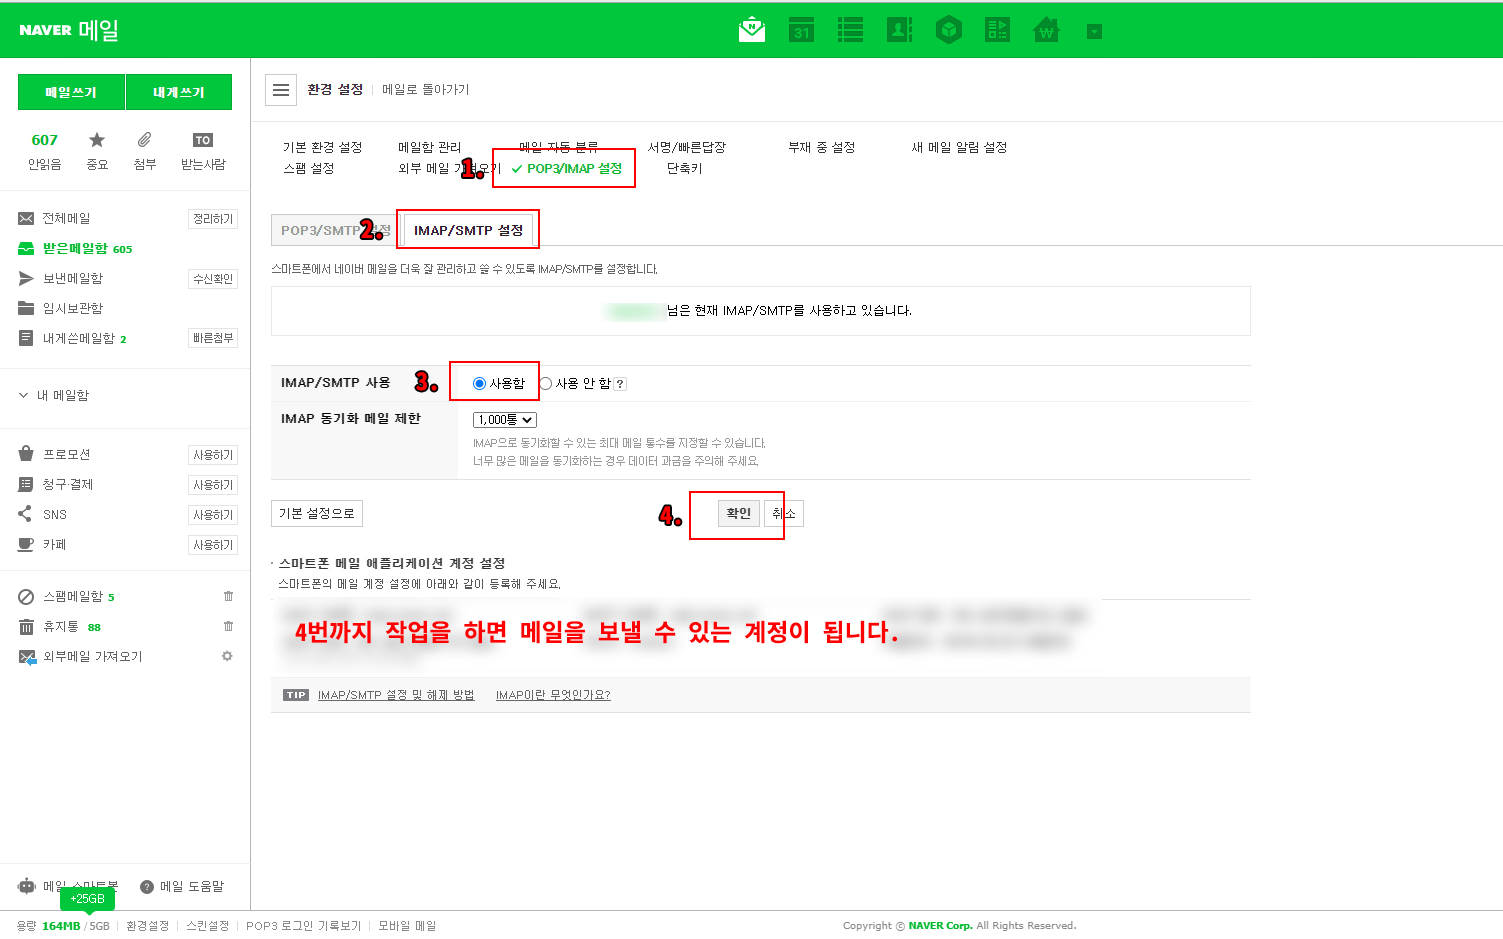 NAVER 메일
31
메일쓰기
내게쓰기
607
안읽음
중요
첨부
TO
받는사람
전체메일
정리하기
받은메일함 605
보낸메일함
수신확인
임시보관함
내게쓴메일함 2
빠른첨부
내 메일함
프로모션
사용하기
청구·결제
사용하기
SNS
사용하기
카페
사용하기
스팸메일함 5
휴지통 88
외부메일 가져오기
메일 스마트봇
메일 도움말
+25GB
환경 설정 | 메일로 돌아가기
기본 환경 설정
메일함 관리
메일 자동 분류
서명/빠른답장
부재 중 설정
새 메일 알림 설정
스팸 설정
외부 메일 가져오기
1.
POP3/IMAP 설정
단축키
POP3/SMTP 설정
2.
IMAP/SMTP 설정
스마트폰에서 네이버 메일을 더욱 잘 관리하고 쓸 수 있도록 IMAP/SMTP를 설정합니다.
님은 현재 IMAP/SMTP를 사용하고 있습니다.
IMAP/SMTP 사용
3.
사용함
사용 안 함 ?
IMAP 동기화 메일 제한
1,000통
IMAP으로 동기화할 수 있는 최대 메일 통수를 지정할 수 있습니다.
너무 많은 메일을 동기화하는 경우 데이터 과금을 주의해 주세요.
기본 설정으로
4.
확인
취소
· 스마트폰 메일 애플리케이션 계정 설정
스마트폰의 메일 계정 설정에 아래와 같이 등록해 주세요.
4번까지 작업을 하면 메일을 보낼 수 있는 계정이 됩니다.
TIP IMAP/SMTP 설정 및 해제 방법 IMAP이란 무엇인가요?
용량 164MB / 5GB | 환경설정 | 스킨설정 | POP3 로그인 기록보기 | 모바일 메일
Copyright © NAVER Corp. All Rights Reserved.